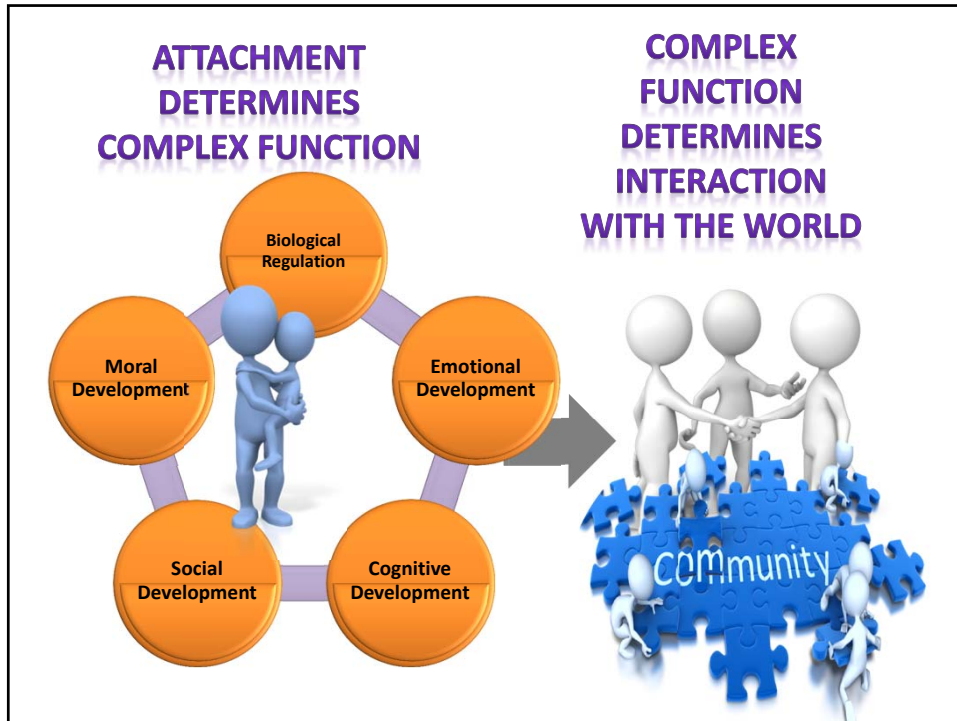 ATTACHMENT
DETERMINES
COMPLEX FUNCTION
COMPLEX
FUNCTION
DETERMINES
INTERACTION
WITH THE WORLD
Biological
Regulation
Moral
Development
Emotional
Development
Social
Development
Cognitive
Development
community